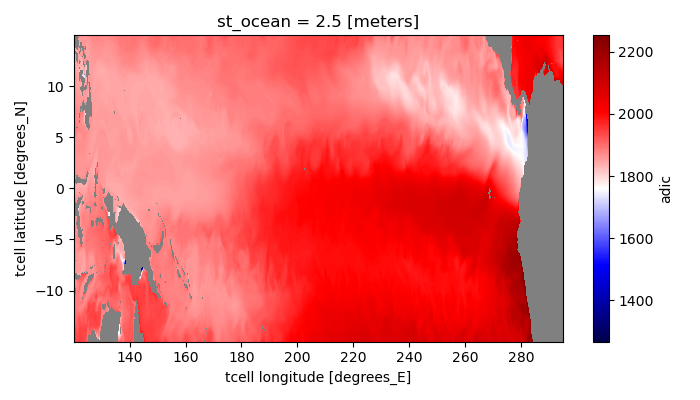 st_ocean = 2.5 [meters]
tcell latitude [degrees_N]
10
5
0
−5
−10
140 160 180 200 220 240 260 280
tcell longitude [degrees_E]
2200
2000
1800
1600
1400
adic